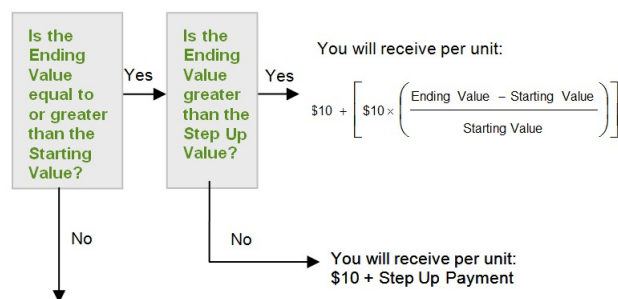 Is the
Ending
Value
equal to
or greater
than the
Starting
Value?
Yes
Is the
Ending
Value
greater
than the
Step Up
Value?
Yes
You will receive per unit:
$10 + [ $10× ( Ending Value – Starting Value
Starting Value ) ]
No
No
You will receive per unit:
$10 + Step Up Payment